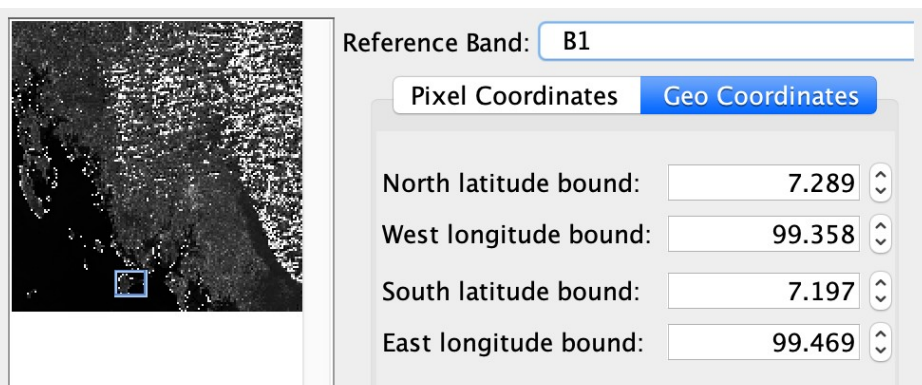 Reference Band: B1
Pixel Coordinates Geo Coordinates
North latitude bound: 7.289
West longitude bound: 99.358
South latitude bound: 7.197
East longitude bound: 99.469